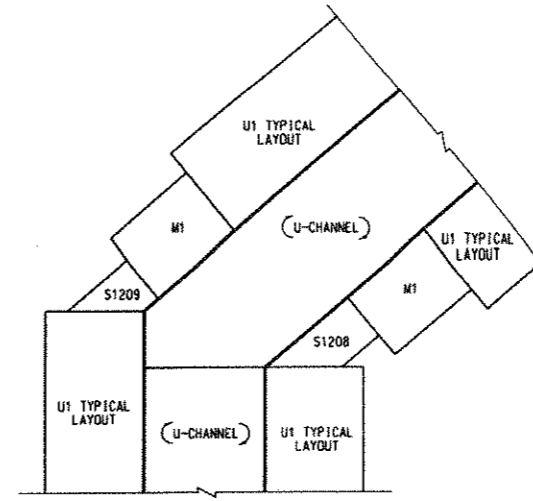 U1 TYPICAL
LAYOUT
M1
(U-CHANNEL)
U1 TYPICAL
LAYOUT
M1
S1209
S1208
U1 TYPICAL
LAYOUT
(U-CHANNEL)
U1 TYPICAL
LAYOUT